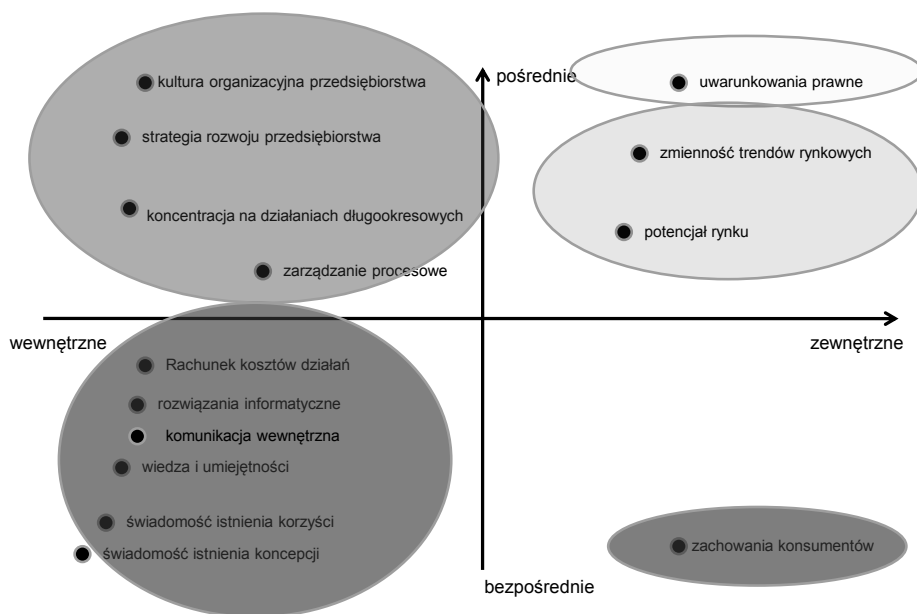 kultura organizacyjna przedsiębiorstwa
pośrednie
uwarunkowania prawne
strategia rozwoju przedsiębiorstwa
zmienność trendów rynkowych
koncentracja na działaniach długookresowych
potencjał rynku
zarządzanie procesowe
wewnętrzne
zewnętrzne
Rachunek kosztów działań
rozwiązania informatyczne
komunikacja wewnętrzna
wiedza i umiejętności
świadomość istnienia korzyści
świadomość istnienia koncepcji
zachowania konsumentów
bezpośrednie